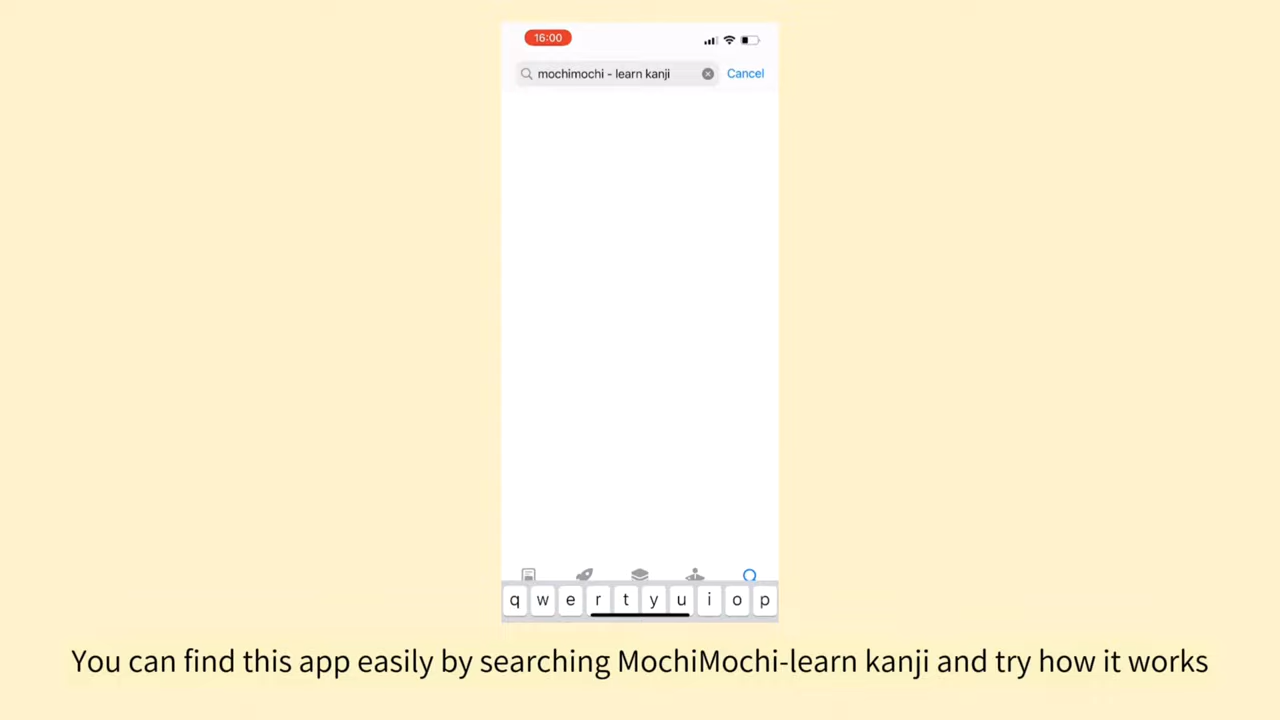 16:00
mochimochi - learn kanji
Cancel
q w e r t y u i o p
You can find this app easily by searching MochiMochi-learn kanji and try how it works